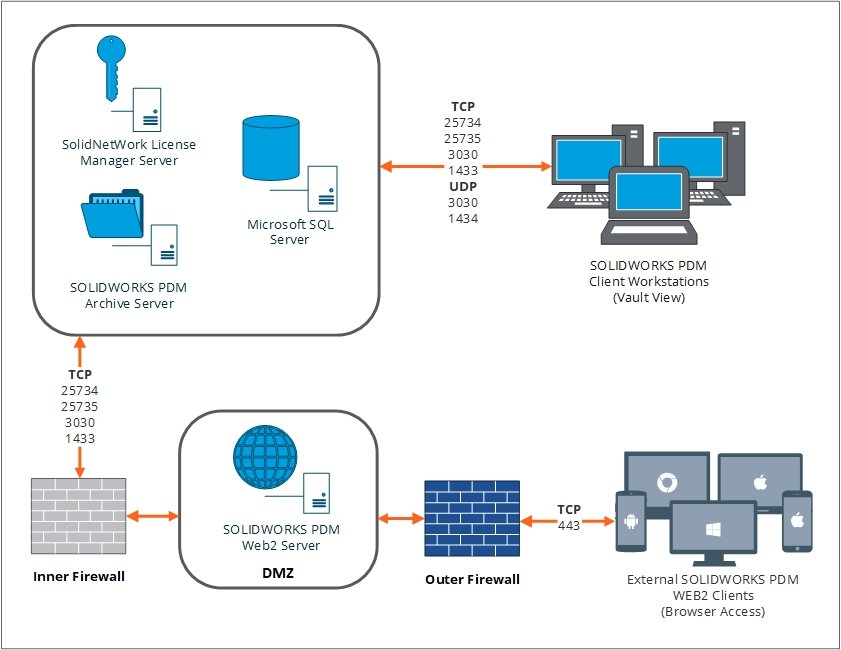 SolidNetWork License
Manager Server
Microsoft SQL
Server
SOLIDWORKS PDM
Archive Server
TCP
25734
25735
3030
1433
UDP
3030
1434
SOLIDWORKS PDM
Client Workstations
(Vault View)
TCP
25734
25735
3030
1433
Inner Firewall
SOLIDWORKS PDM
Web2 Server
DMZ
Outer Firewall
TCP
443
External SOLIDWORKS PDM
WEB2 Clients
(Browser Access)